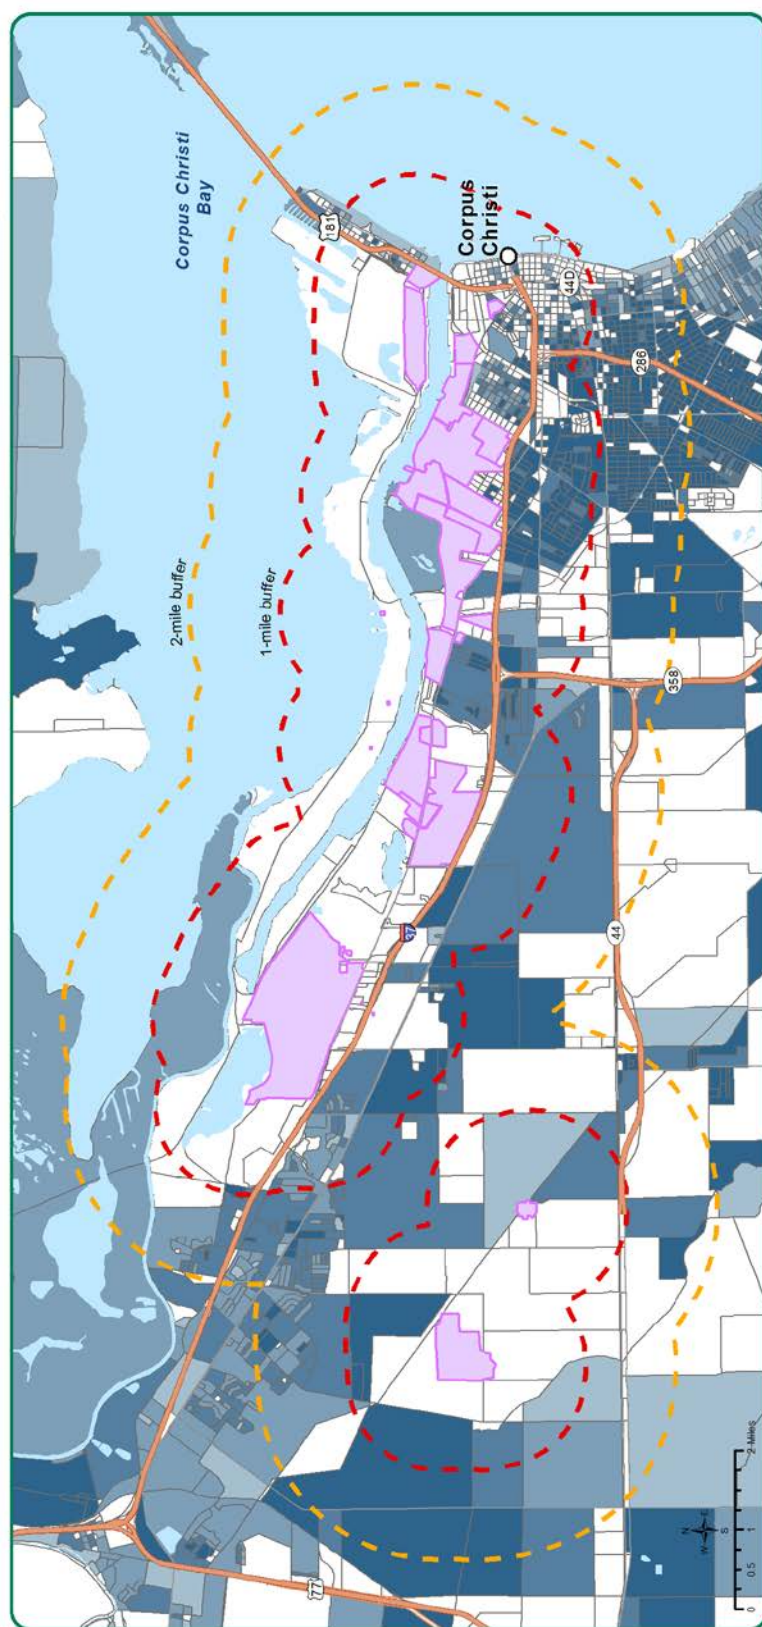 Corpus Christi
Bay
181
Corpus
Christi
44D
286
2-mile buffer
1-mile buffer
358
37
44
77
N
W
E
S
0
0.5
1
2 Miles